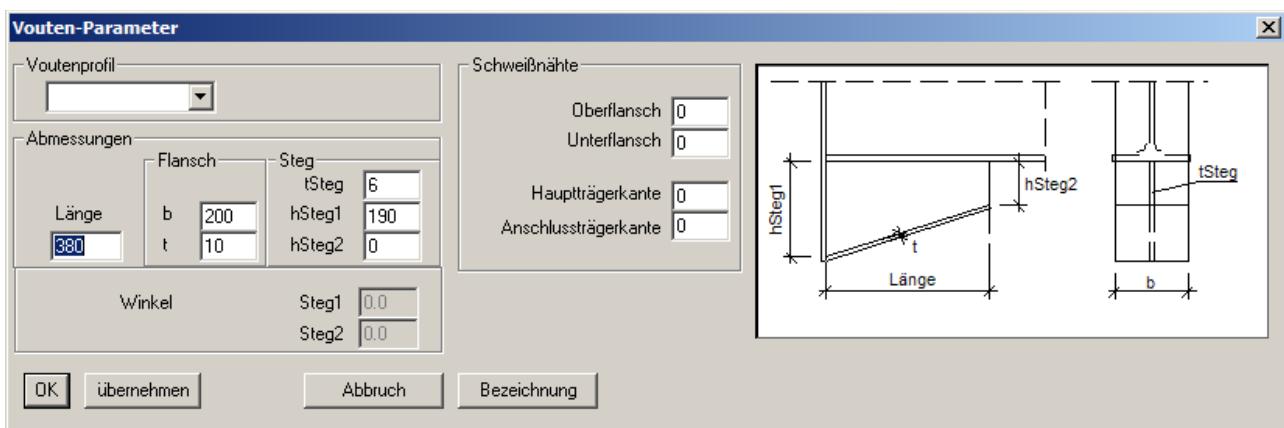 Vouten-Parameter
Voutenprofil
Abmessungen
Flansch
Steg
Länge
380
b 200
t 10
tSteg 6
hSteg1 190
hSteg2 0
Winkel
Steg1 0.0
Steg2 0.0
Schweißnähte
Oberflansch 0
Unterflansch 0
Hauptträgerkante 0
Anschlussträgerkante 0
hSteg1
hSteg2
t
Länge
tSteg
b
OK
übernehmen
Abbruch
Bezeichnung